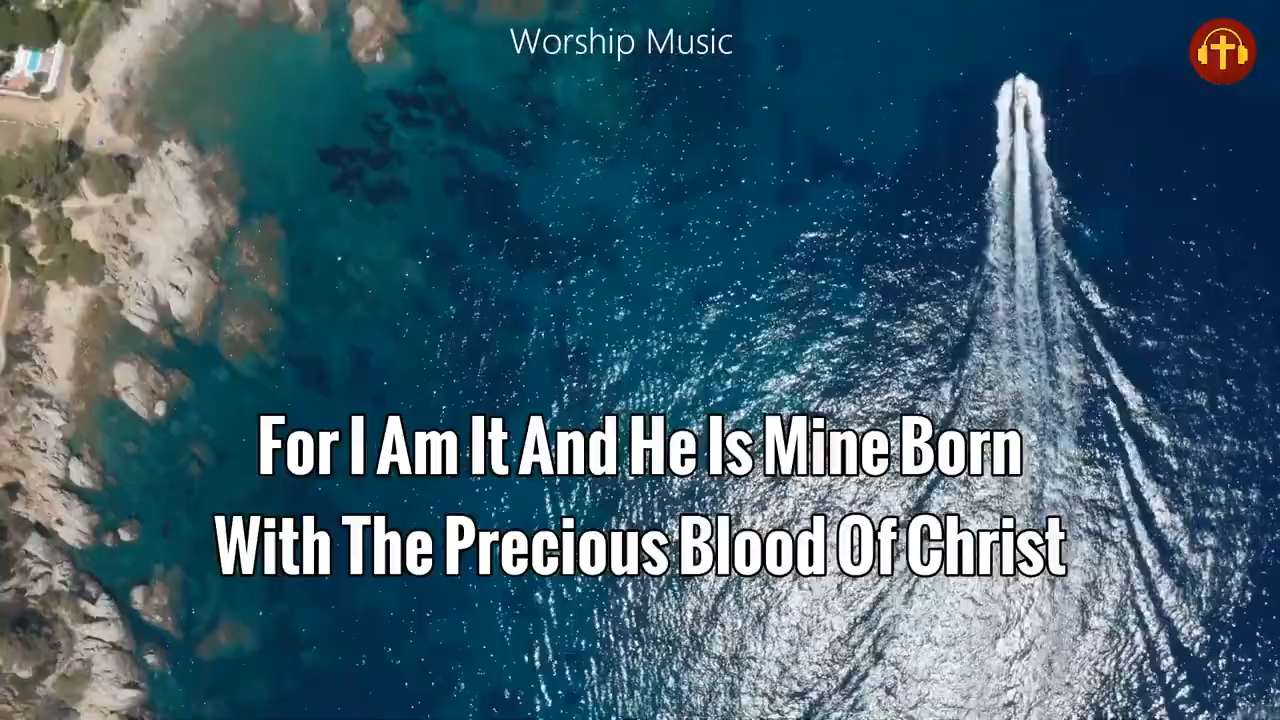 Worship Music
For I Am It And He Is Mine Born
With The Precious Blood Of Christ